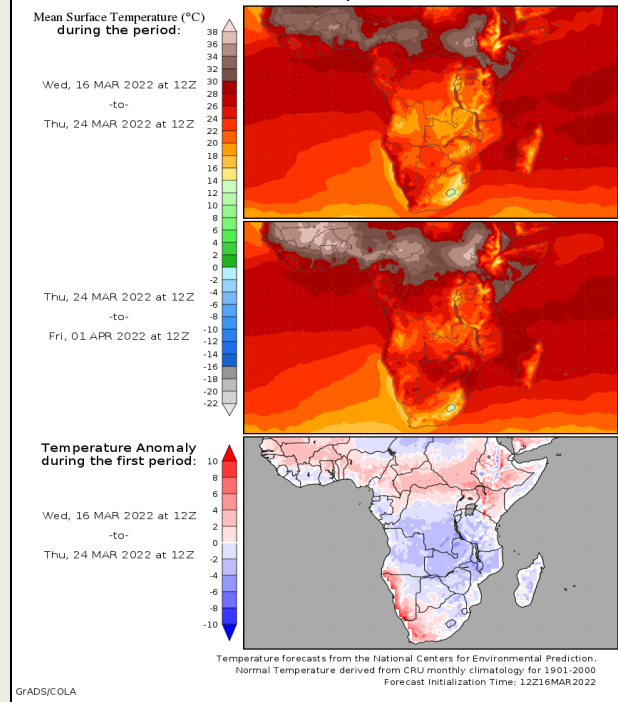 Mean Surface Temperature (°C)
during the period:
38
36
34
32
30
28
26
24
22
20
18
16
14
12
10
8
6
4
2
0
-2
-4
-6
-8
-10
-12
-14
-16
-18
-20
-22
Wed, 16 MAR 2022 at 12Z
-to-
Thu, 24 MAR 2022 at 12Z
Thu, 24 MAR 2022 at 12Z
-to-
Fri, 01 APR 2022 at 12Z
Temperature Anomaly
during the first period:
10
8
6
4
2
0
-2
-4
-6
-8
-10
Wed, 16 MAR 2022 at 12Z
-to-
Thu, 24 MAR 2022 at 12Z
Temperature forecasts from the National Centers for Environmental Prediction.
Normal Temperature derived from CRU monthly climatology for 1901-2000
Forecast Initialization Time: 12Z16MAR2022
GrADS/COLA